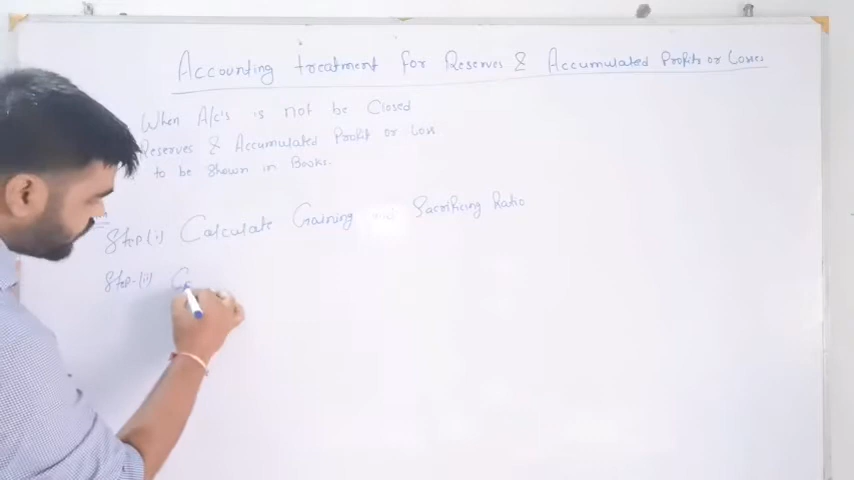 Accounting treatment for Reserves & Accumulated Profits or Losses
When A/c's is not be Closed
Reserves & Accumulated Profit or Loss
to be Shown in Books.
Step (i) Calculate Gaining Sacrificing Ratio
Step-(ii) Ca